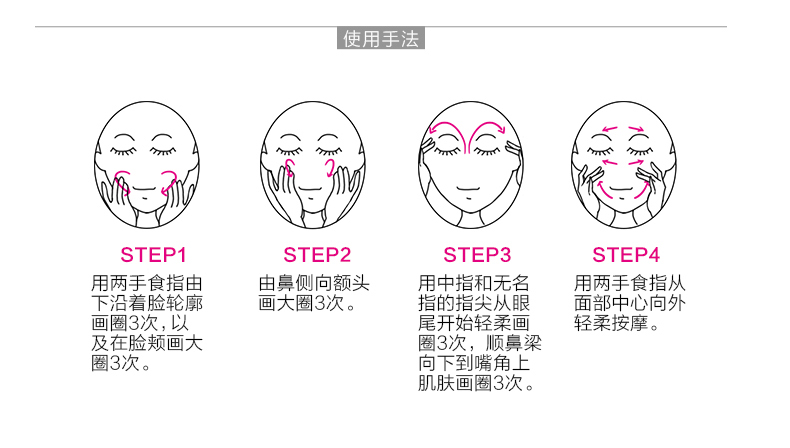 使用手法
STEP1
用两手食指由
下沿着脸轮廓
画圈3次，以
及在脸颊画大
圈3次。
STEP2
由鼻侧向额头
画大圈3次。
STEP3
用中指和无名
指的指尖从眼
尾开始轻柔画
圈3次，顺鼻梁
向下到嘴角上
肌肤画圈3次。
STEP4
用两手食指从
面部中心向外
轻柔按摩。